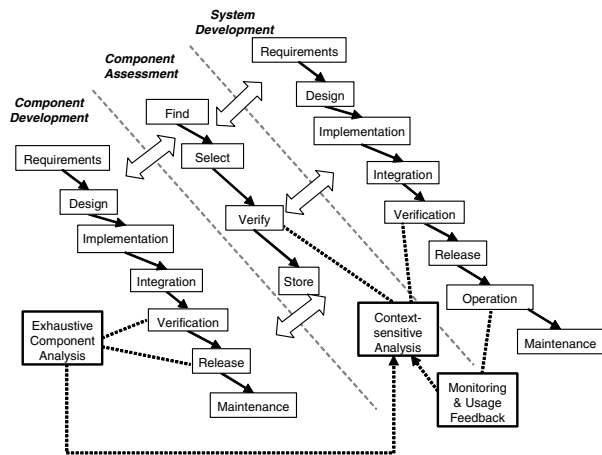 System
Development
Requirements
Design
Implementation
Integration
Verification
Release
Operation
Maintenance
Component
Assessment
Find
Select
Verify
Store
Component
Development
Requirements
Design
Implementation
Integration
Verification
Release
Maintenance
Exhaustive
Component
Analysis
Context-
sensitive
Analysis
Monitoring
& Usage
Feedback